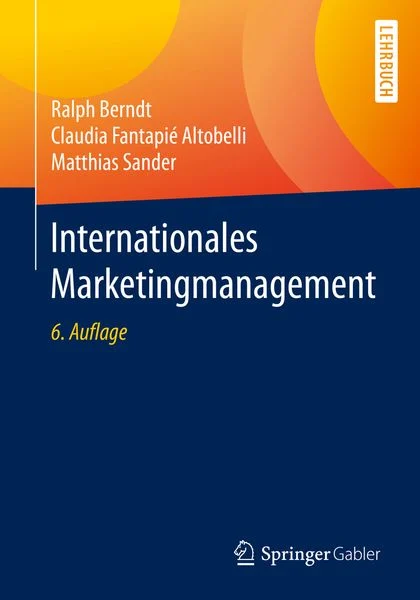 LEHRBUCH
Ralph Berndt
Claudia Fantapié Altobelli
Matthias Sander
Internationales
Marketingmanagement
6. Auflage
Springer Gabler